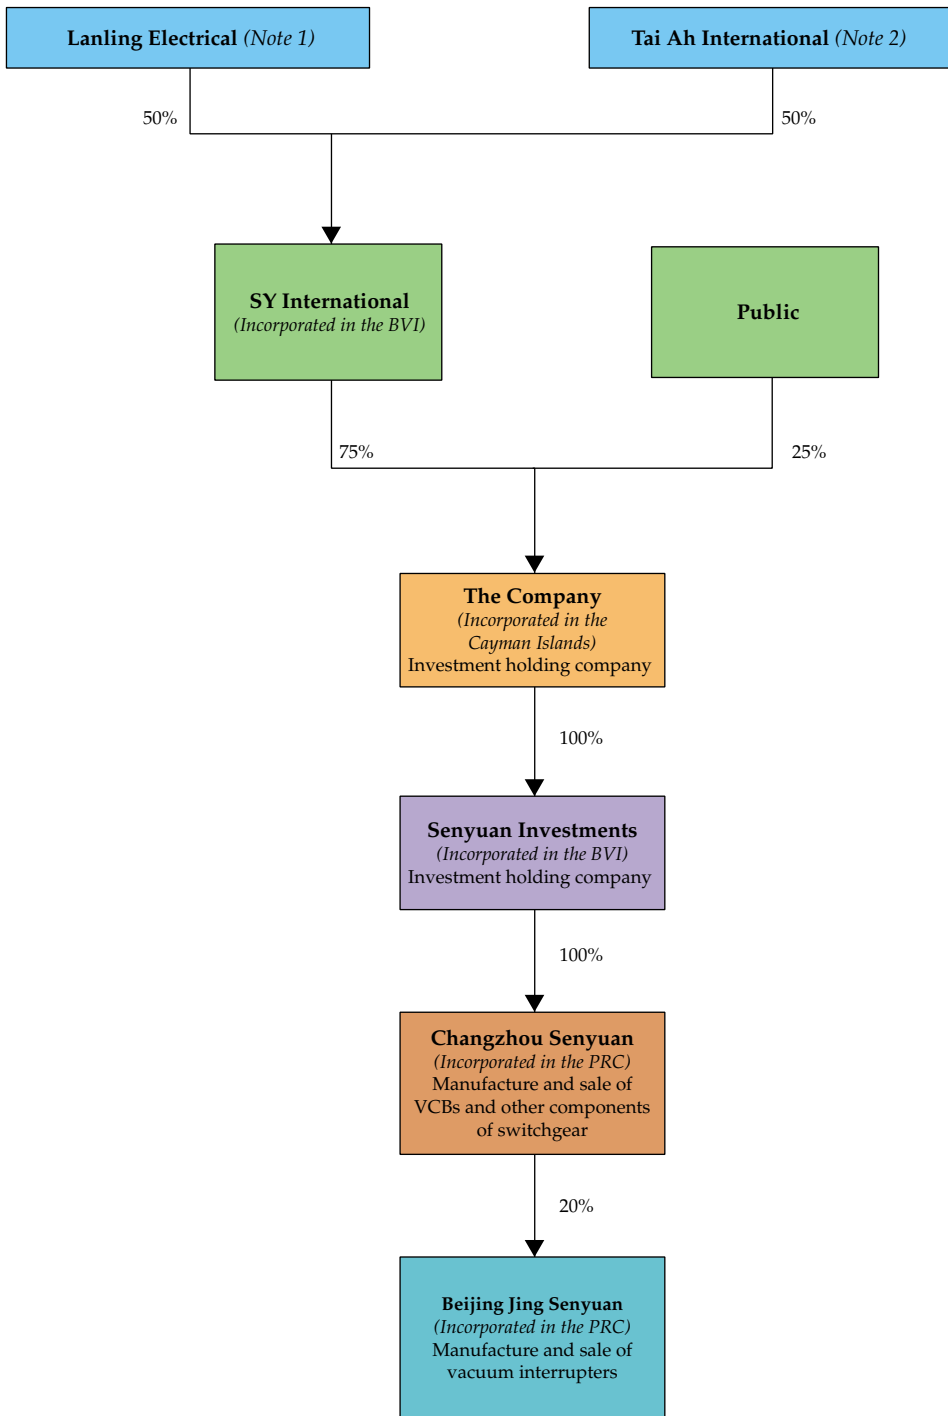 Lanling Electrical (Note 1)
Tai Ah International (Note 2)
50%
50%
SY International
(Incorporated in the BVI)
Public
75%
25%
The Company
(Incorporated in the
Cayman Islands)
Investment holding company
100%
Senyuan Investments
(Incorporated in the BVI)
Investment holding company
100%
Changzhou Senyuan
(Incorporated in the PRC)
Manufacture and sale of
VCBs and other components
of switchgear
20%
Beijing Jing Senyuan
(Incorporated in the PRC)
Manufacture and sale of
vacuum interrupters